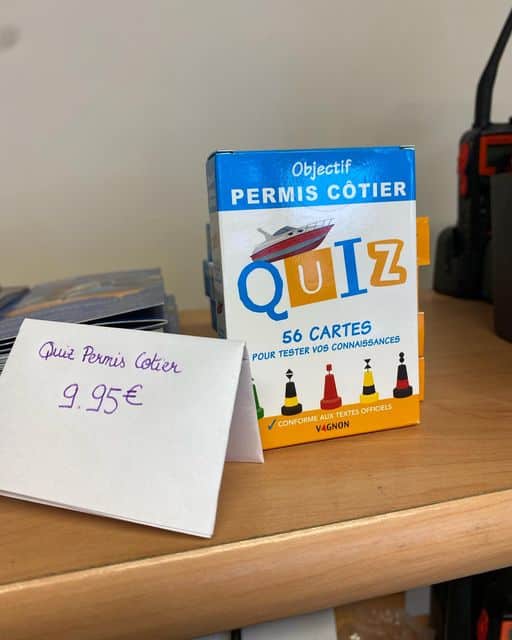 Quiz Permis Cotier
9.95€
Objectif
PERMIS CÔTIER
QUIZ
56 CARTES
POUR TESTER VOS CONNAISSANCES
✓ CONFORME AUX TEXTES OFFICIELS
VAGNON